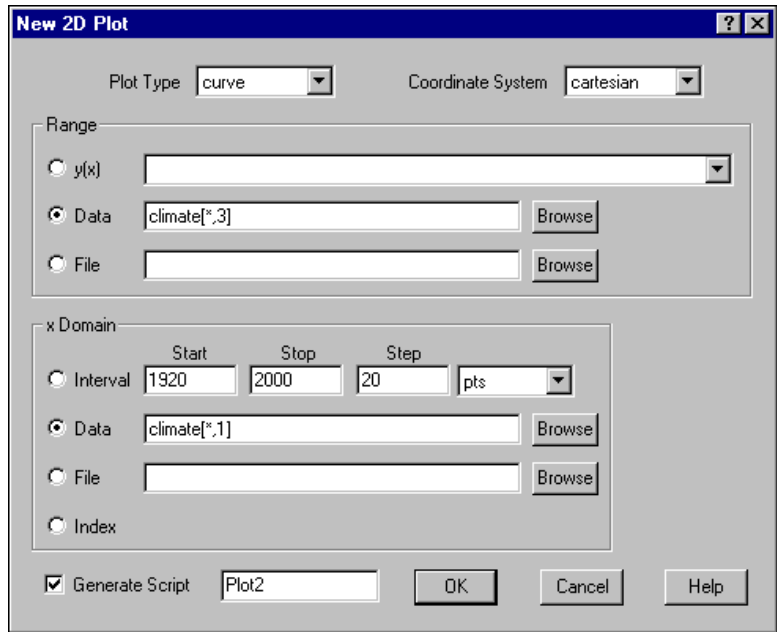 New 2D Plot
Plot Type curve Coordinate System cartesian
Range
y(x)
Data climate[*,3] Browse
File Browse
x Domain
Start Stop Step
Interval 1920 2000 20 pts
Data climate[*,1] Browse
File Browse
Index
Generate Script Plot2 OK Cancel Help